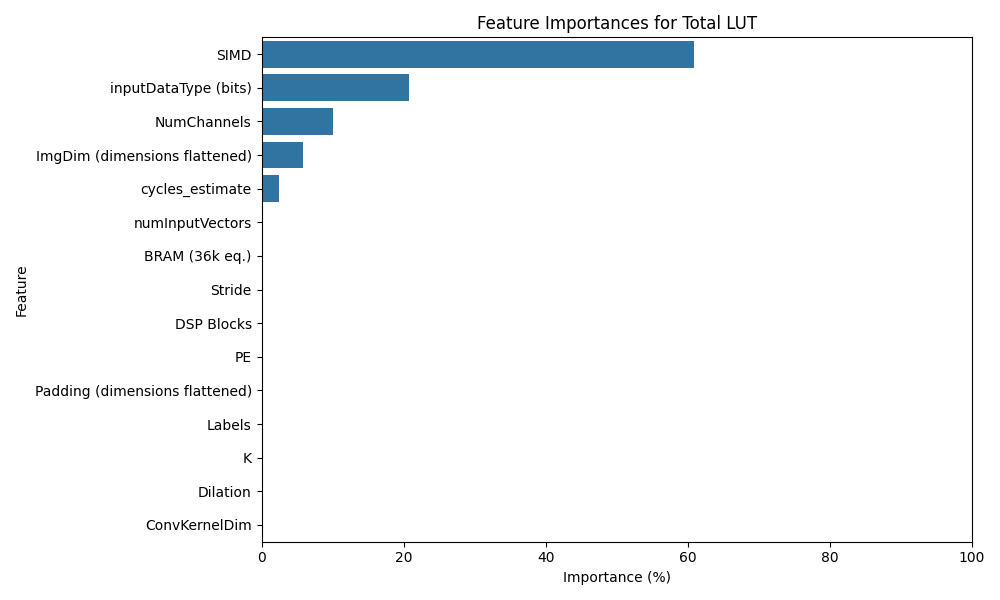 Feature Importances for Total LUT
SIMD
inputDataType (bits)
NumChannels
ImgDim (dimensions flattened)
cycles_estimate
numInputVectors
BRAM (36k eq.)
Stride
DSP Blocks
PE
Padding (dimensions flattened)
Labels
K
Dilation
ConvKernelDim
Feature
0 20 40 60 80 100
Importance (%)